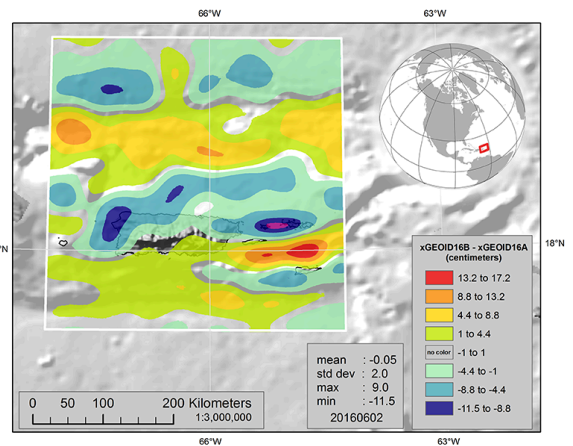 66°W 63°W
°N 18°N
xGEOID16B - xGEOID16A
(centimeters)
13.2 to 17.2
8.8 to 13.2
4.4 to 8.8
1 to 4.4
no color -1 to 1
-4.4 to -1
-8.8 to -4.4
-11.5 to -8.8
mean : -0.05
std dev : 2.0
max : 9.0
min : -11.5
20160602
0 50 100 200 Kilometers
1:3,000,000
66°W 63°W